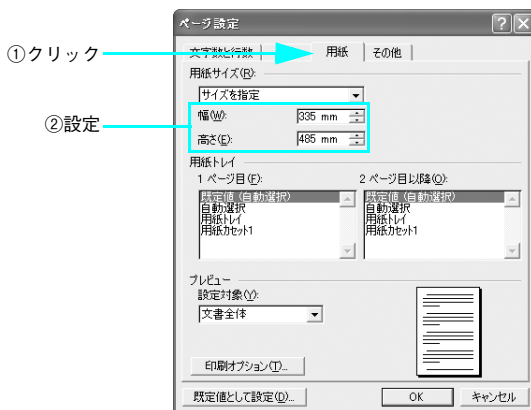 ページ設定
①クリック
文字数と行数 用紙 その他
用紙サイズ(R):
サイズを指定
②設定
幅(W): 335 mm
高さ(E): 485 mm
用紙トレイ
1 ページ目(F): 2 ページ目以降(O):
既定値 (自動選択) 既定値 (自動選択)
自動選択 自動選択
用紙トレイ 用紙トレイ
用紙カセット1 用紙カセット1
プレビュー
設定対象(Y):
文書全体
印刷オプション(T)...
既定値として設定(D)... OK キャンセル